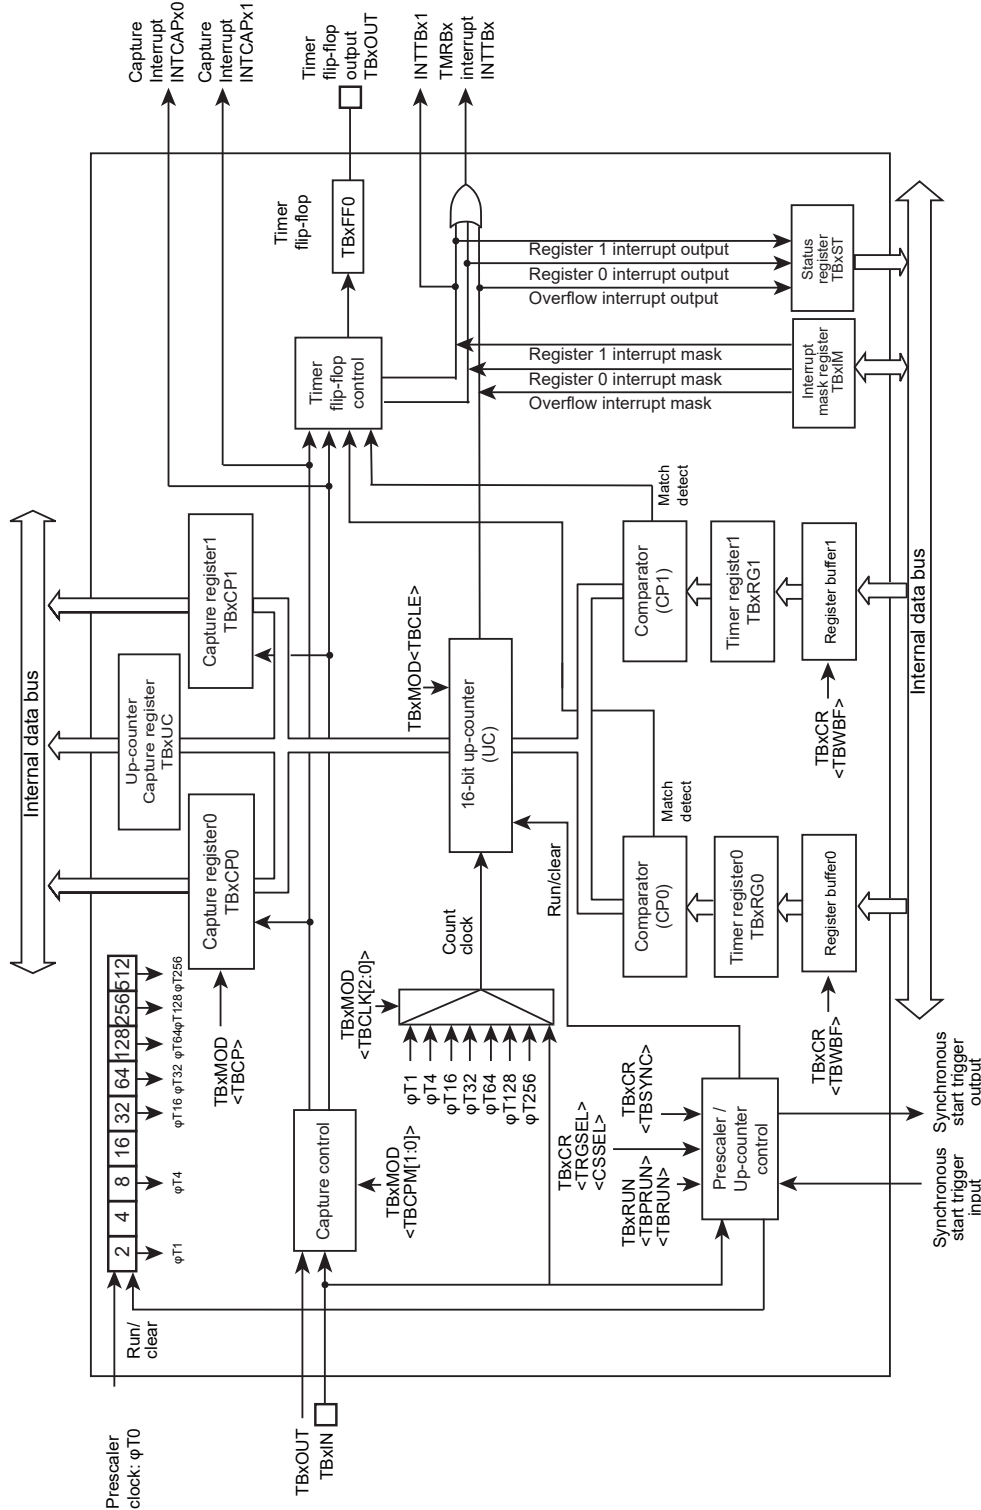 Prescaler
clock: φT0
Run/
clear
2
4
8
16
32
64
128
256
512
φT1
φT4
φT16
φT32
φT64
φT128
φT256
Internal data bus
TBxOUT
TBxIN
Capture control
TBxMOD
<TBCPM[1:0]>
TBxMOD
<TBCP>
Capture register0
TBxCP0
Up-counter
Capture register
TBxUC
Capture register1
TBxCP1
Capture
Interrupt
INTCAPx0
Capture
Interrupt
INTCAPx1
TBxMOD
<TBCLK[2:0]>
φT1
φT4
φT16
φT32
φT64
φT128
φT256
Count
clock
TBxMOD<TBCLE>
16-bit up-counter
(UC)
Run/clear
Timer
flip-flop
control
Timer
flip-flop
TBxFF0
Timer
flip-flop
output
TBxOUT
INTTBx1
TMRBx
interrupt
INTTBx
Register 1 interrupt output
Register 0 interrupt output
Overflow interrupt output
Register 1 interrupt mask
Register 0 interrupt mask
Overflow interrupt mask
Status
register
TBxST
Interrupt
mask register
TBxIM
TBxRUN
<TBPRUN>
<TBRUN>
TBxCR
<TRGSEL>
<CSSEL>
TBxCR
<TBSYNC>
Prescaler /
Up-counter
control
Match
detect
Comparator
(CP0)
Timer register0
TBxRG0
Register buffer0
TBxCR
<TBWBF>
Match
detect
Comparator
(CP1)
Timer register1
TBxRG1
Register buffer1
TBxCR
<TBWBF>
Internal data bus
Synchronous
start trigger
input
Synchronous
start trigger
output